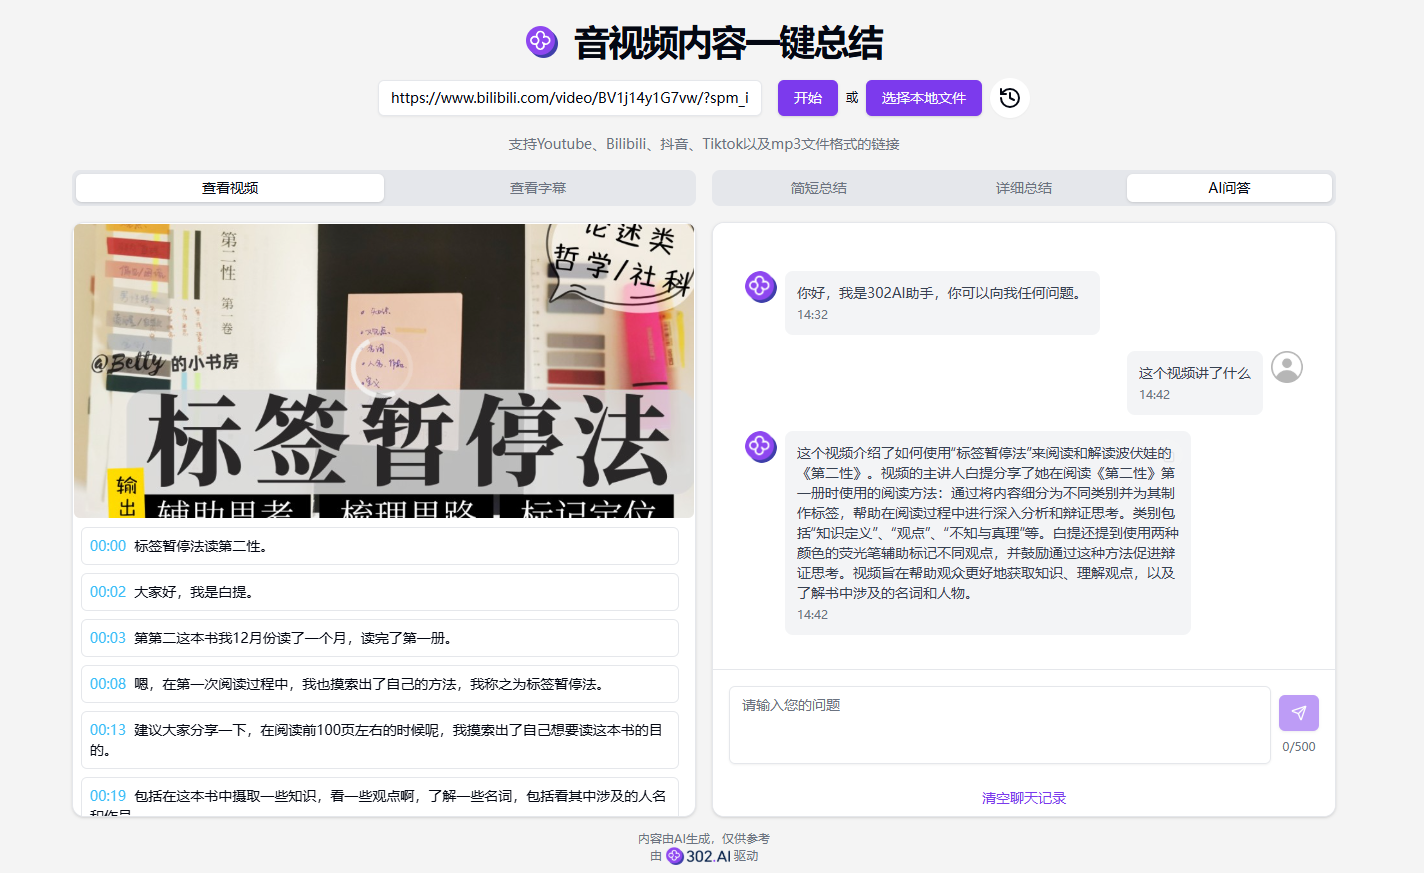 音视频内容一键总结
https://www.bilibili.com/video/BV1j14y1G7vw/?spm_i
开始
或
选择本地文件
支持Youtube、Bilibili、抖音、Tiktok以及mp3文件格式的链接
查看视频
查看字幕
简短总结
详细总结
AI问答
第二性
第一卷
论述类
哲学/社科
@Betty的小书房
标签暂停法
输出
辅助思考 · 梳理思路 · 标记定位
00:00 标签暂停法读第二性。
00:02 大家好，我是白提。
00:03 第第二这本书我12月份读了一个月，读完了第一册。
00:08 嗯，在第一次阅读过程中，我也摸索出了自己的方法，我称之为标签暂停法。
00:13 建议大家分享一下，在阅读前100页左右的时候呢，我摸索出了自己想要读这本书的目
的。
00:19 包括在这本书中摄取一些知识，看一些观点啊，了解一些名词，包括看其中涉及的人名
和作品
你好，我是302AI助手，你可以向我任何问题。
14:32
这个视频讲了什么
14:42
这个视频介绍了如何使用“标签暂停法”来阅读和解读波伏娃的
《第二性》。视频的主讲人白提分享了她在阅读《第二性》第
一册时使用的阅读方法：通过将内容细分为不同类别并为其制
作标签，帮助在阅读过程中进行深入分析和辩证思考。类别包
括“知识定义”、“观点”、“不知与真理”等。白提还提到使用两种
颜色的荧光笔辅助标记不同观点，并鼓励通过这种方法促进辩
证思考。视频旨在帮助观众更好地获取知识、理解观点，以及
了解书中涉及的名词和人物。
14:42
请输入您的问题
0/500
清空聊天记录
内容由AI生成，仅供参考
由 302.AI 驱动